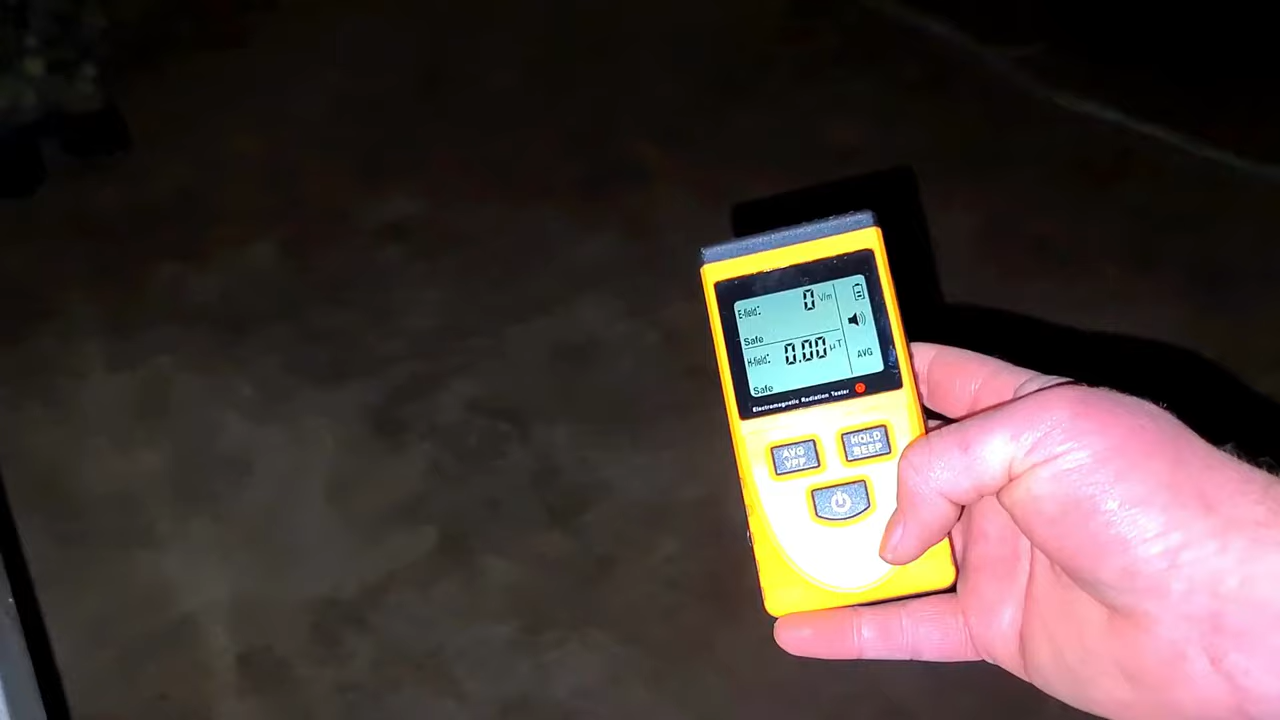 E-field: 0 V/m
Safe
H-field: 0.00 μT
Safe
AVG
Electromagnetic Radiation Tester
AVG
VPP
HOLD
BEEP